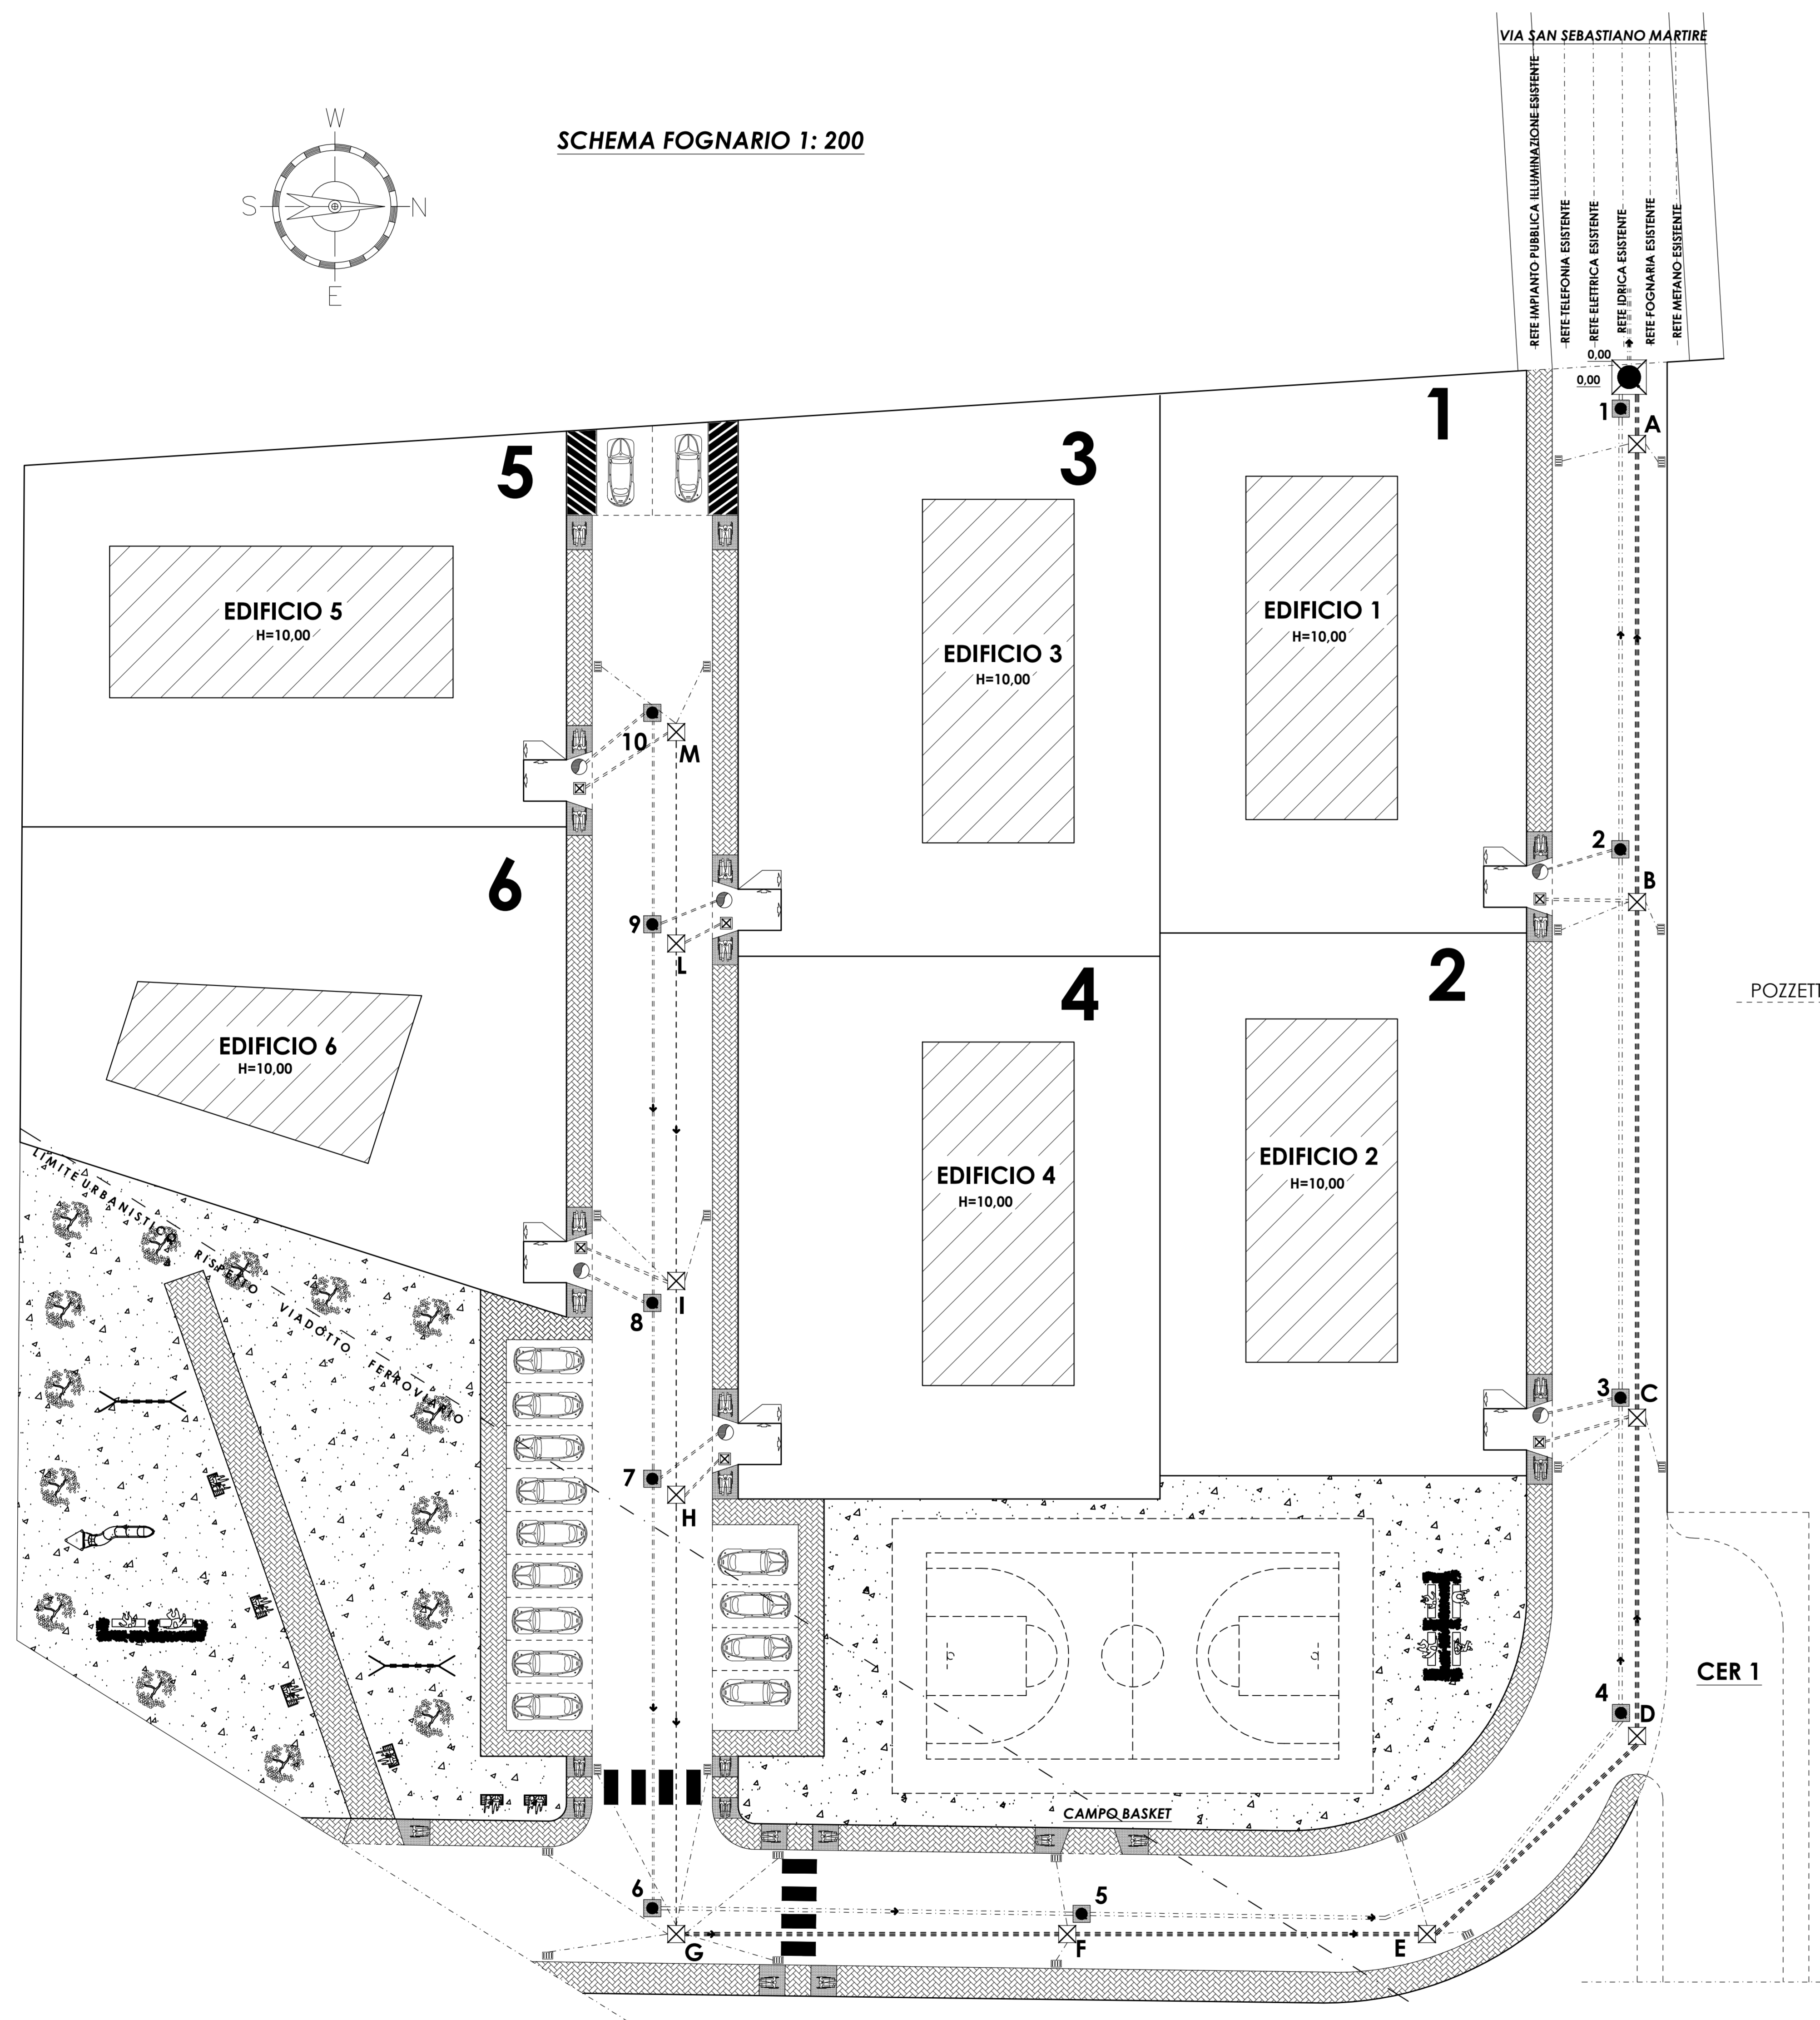 VIA SAN SEBASTIANO MARTIRE
W
S
N
E
SCHEMA FOGNARIO 1: 200
RETE IMPIANTO PUBBLICA ILLUMINAZIONE ESISTENTE
RETE TELEFONIA ESISTENTE
RETE ELETTRICA ESISTENTE
RETE IDRICA ESISTENTE
RETE FOGNARIA ESISTENTE
RETE METANO ESISTENTE
0,00
0,00
1
A
1
3
5
EDIFICIO 5
H=10,00
EDIFICIO 3
H=10,00
EDIFICIO 1
H=10,00
10
M
2
B
6
9
L
4
2
POZZETT
EDIFICIO 6
H=10,00
EDIFICIO 4
H=10,00
EDIFICIO 2
H=10,00
LIMITE URBANISTICO RISPETTO VIADOTTO FERROVIARIO
I
8
3
C
7
H
CER 1
4
D
CAMPO BASKET
6
5
G
F
E